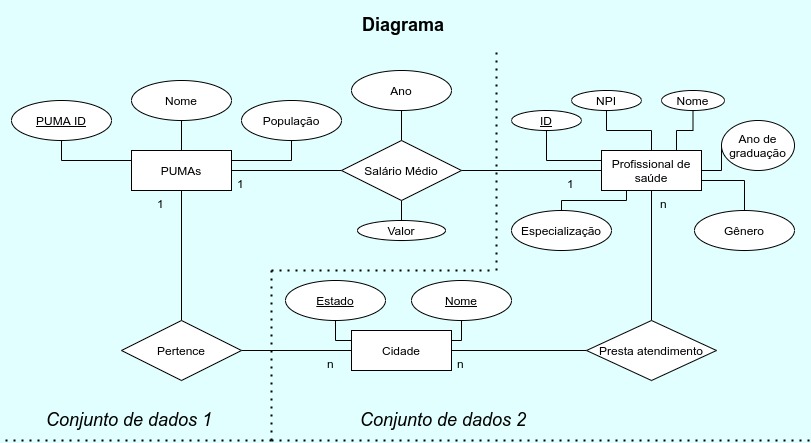 Diagrama
Ano
Nome
NPI
Nome
PUMA ID
População
ID
Ano de
graduação
PUMAs
Salário Médio
Profissional de
saúde
1
1
1
n
Valor
Especialização
Gênero
Estado
Nome
Pertence
Cidade
Presta atendimento
n
n
Conjunto de dados 1
Conjunto de dados 2